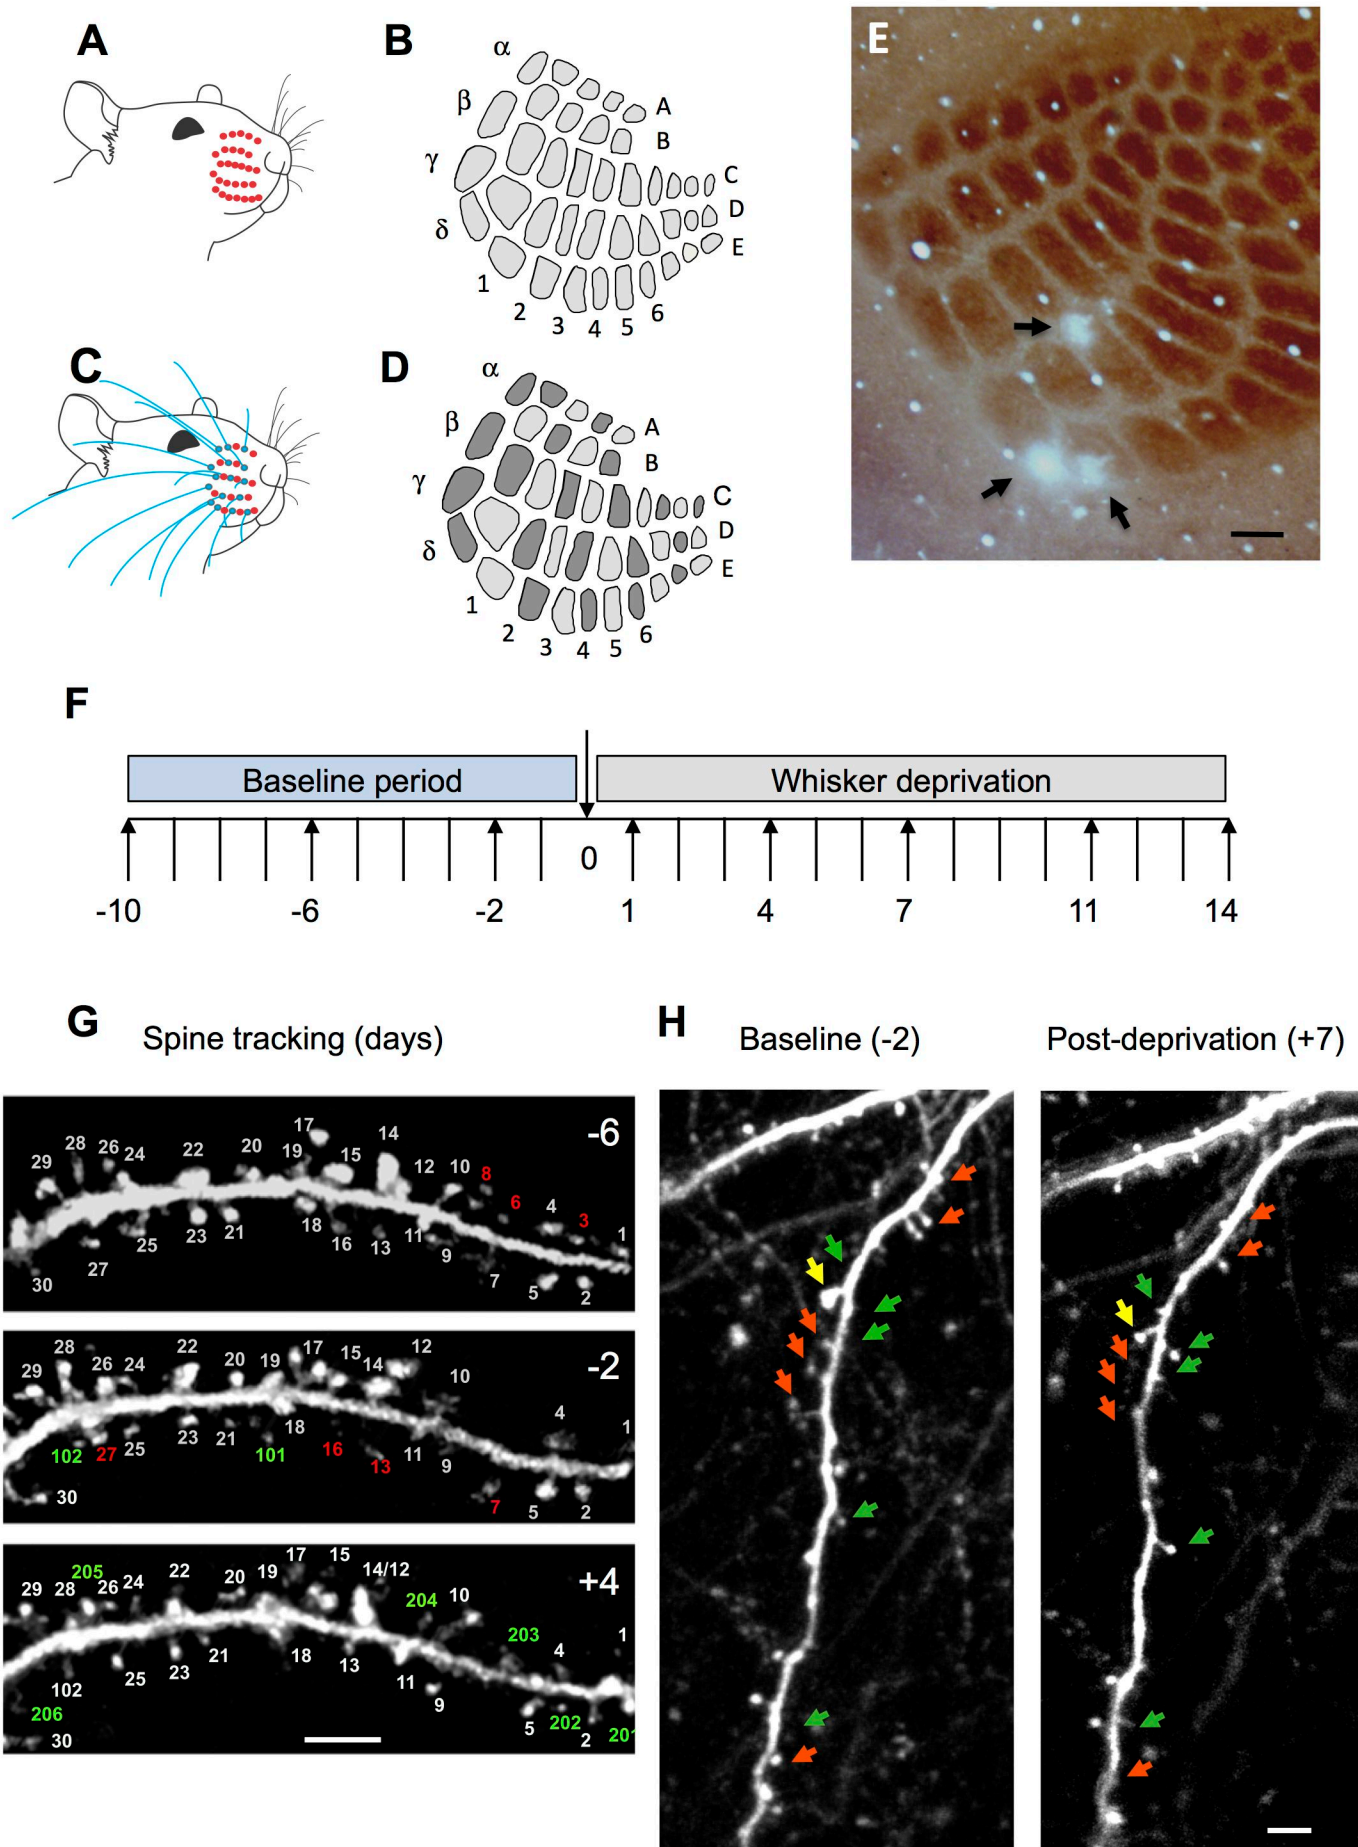 A
B
α
β
γ
δ
A
B
C
D
E
1
2
3
4
5
6
E
C
D
α
β
γ
δ
A
B
C
D
E
1
2
3
4
5
6
F
Baseline period
Whisker deprivation
0
-10 -6 -2 1 4 7 11 14
G
Spine tracking (days)
-6
17 14
28 26 24 22 20 19 15 12 10 8
29
6 4 3 1
25 23 21 18 16 13 11 9
27 7
30 5 2
-2
28 22 17 12
29 26 24 20 19 15 14 10
4 1
102 27 25 23 21 101 18 16 13 11 9
30 7 5 2
+4
17 15
205 22 14/12
29 28 26 24 20 19 204 10
203 4 1
102 25 23 21 18 13 11 9
206 5 202 201
30 2
H
Baseline (-2)
Post-deprivation (+7)